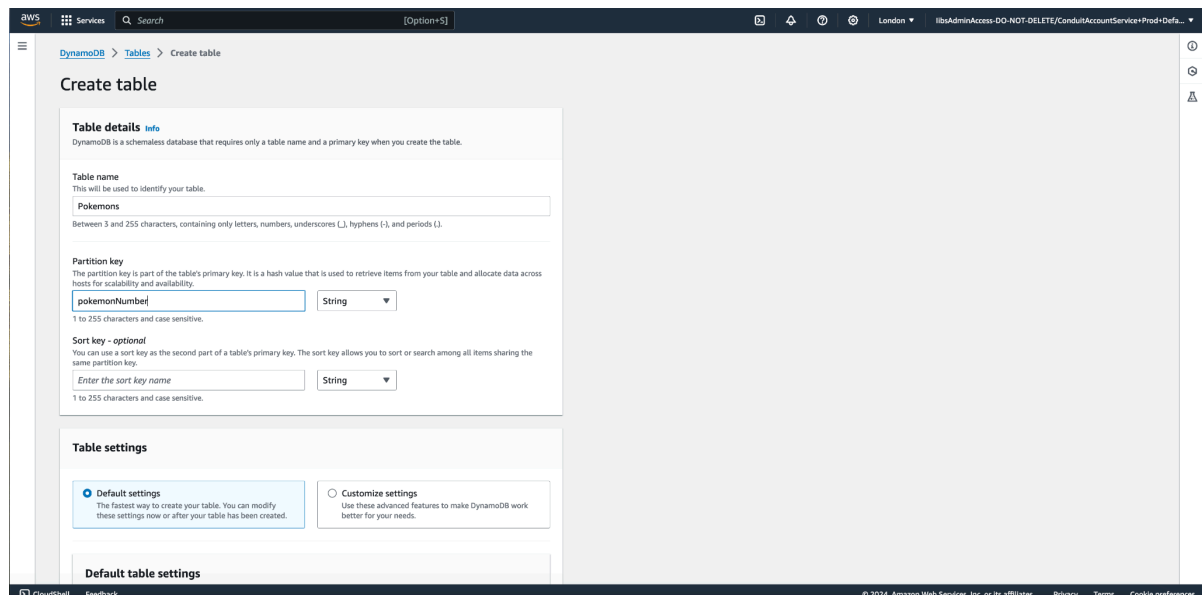 aws Services Search [Option+S] London ▼ libsAdminAccess-DO-NOT-DELETE/ConduitAccountService+Prod+Defa... ▼
DynamoDB > Tables > Create table
Create table
Table details Info
DynamoDB is a schemaless database that requires only a table name and a primary key when you create the table.
Table name
This will be used to identify your table.
Pokemons
Between 3 and 255 characters, containing only letters, numbers, underscores (_), hyphens (-), and periods (.).
Partition key
The partition key is part of the table's primary key. It is a hash value that is used to retrieve items from your table and allocate data across
hosts for scalability and availability.
pokemonNumber String ▼
1 to 255 characters and case sensitive.
Sort key - optional
You can use a sort key as the second part of a table's primary key. The sort key allows you to sort or search among all items sharing the
same partition key.
Enter the sort key name String ▼
1 to 255 characters and case sensitive.
Table settings
Default settings
The fastest way to create your table. You can modify
these settings now or after your table has been created.
Customize settings
Use these advanced features to make DynamoDB work
better for your needs.
Default table settings
CloudShell Feedback © 2024, Amazon Web Services, Inc. or its affiliates. Privacy Terms Cookie preferences